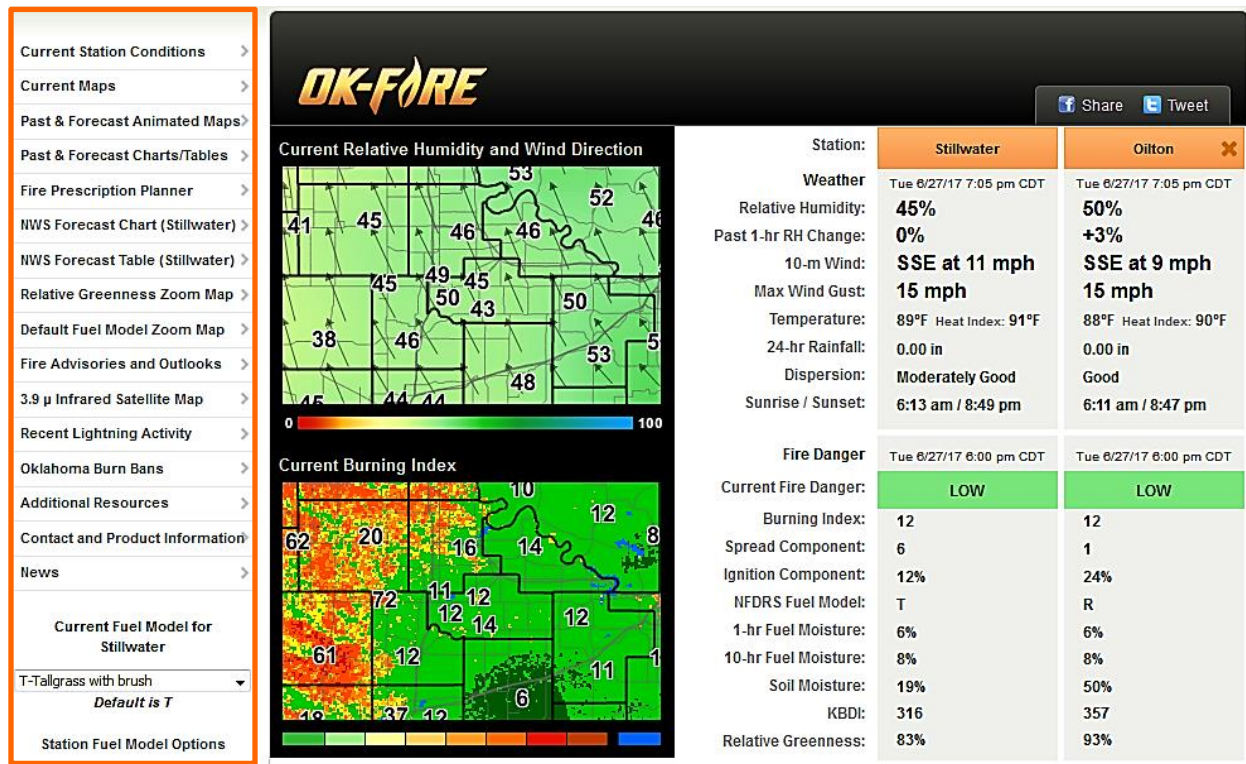 Current Station Conditions
Current Maps
Past & Forecast Animated Maps
Past & Forecast Charts/Tables
Fire Prescription Planner
NWS Forecast Chart (Stillwater)
NWS Forecast Table (Stillwater)
Relative Greenness Zoom Map
Default Fuel Model Zoom Map
Fire Advisories and Outlooks
3.9 µ Infrared Satellite Map
Recent Lightning Activity
Oklahoma Burn Bans
Additional Resources
Contact and Product Information
News
Current Fuel Model for
Stillwater
T-Tallgrass with brush
Default is T
Station Fuel Model Options
OK-FIRE
Share Tweet
Current Relative Humidity and Wind Direction
53
52
41 45 46 46 46
45 49 45
50 43 50
38 46 53
48
45 44 44
0 100
Current Burning Index
10
12
62 20 16 14 8
72 11 12
12 14 12
61 12 11
6
18 37 12
Station: Stillwater Oilton
Weather Tue 6/27/17 7:05 pm CDT Tue 6/27/17 7:05 pm CDT
Relative Humidity: 45% 50%
Past 1-hr RH Change: 0% +3%
10-m Wind: SSE at 11 mph SSE at 9 mph
Max Wind Gust: 15 mph 15 mph
Temperature: 89°F Heat Index: 91°F 88°F Heat Index: 90°F
24-hr Rainfall: 0.00 in 0.00 in
Dispersion: Moderately Good Good
Sunrise / Sunset: 6:13 am / 8:49 pm 6:11 am / 8:47 pm
Fire Danger Tue 6/27/17 6:00 pm CDT Tue 6/27/17 6:00 pm CDT
Current Fire Danger: LOW LOW
Burning Index: 12 12
Spread Component: 6 1
Ignition Component: 12% 24%
NFDRS Fuel Model: T R
1-hr Fuel Moisture: 6% 6%
10-hr Fuel Moisture: 8% 8%
Soil Moisture: 19% 50%
KBDI: 316 357
Relative Greenness: 83% 93%